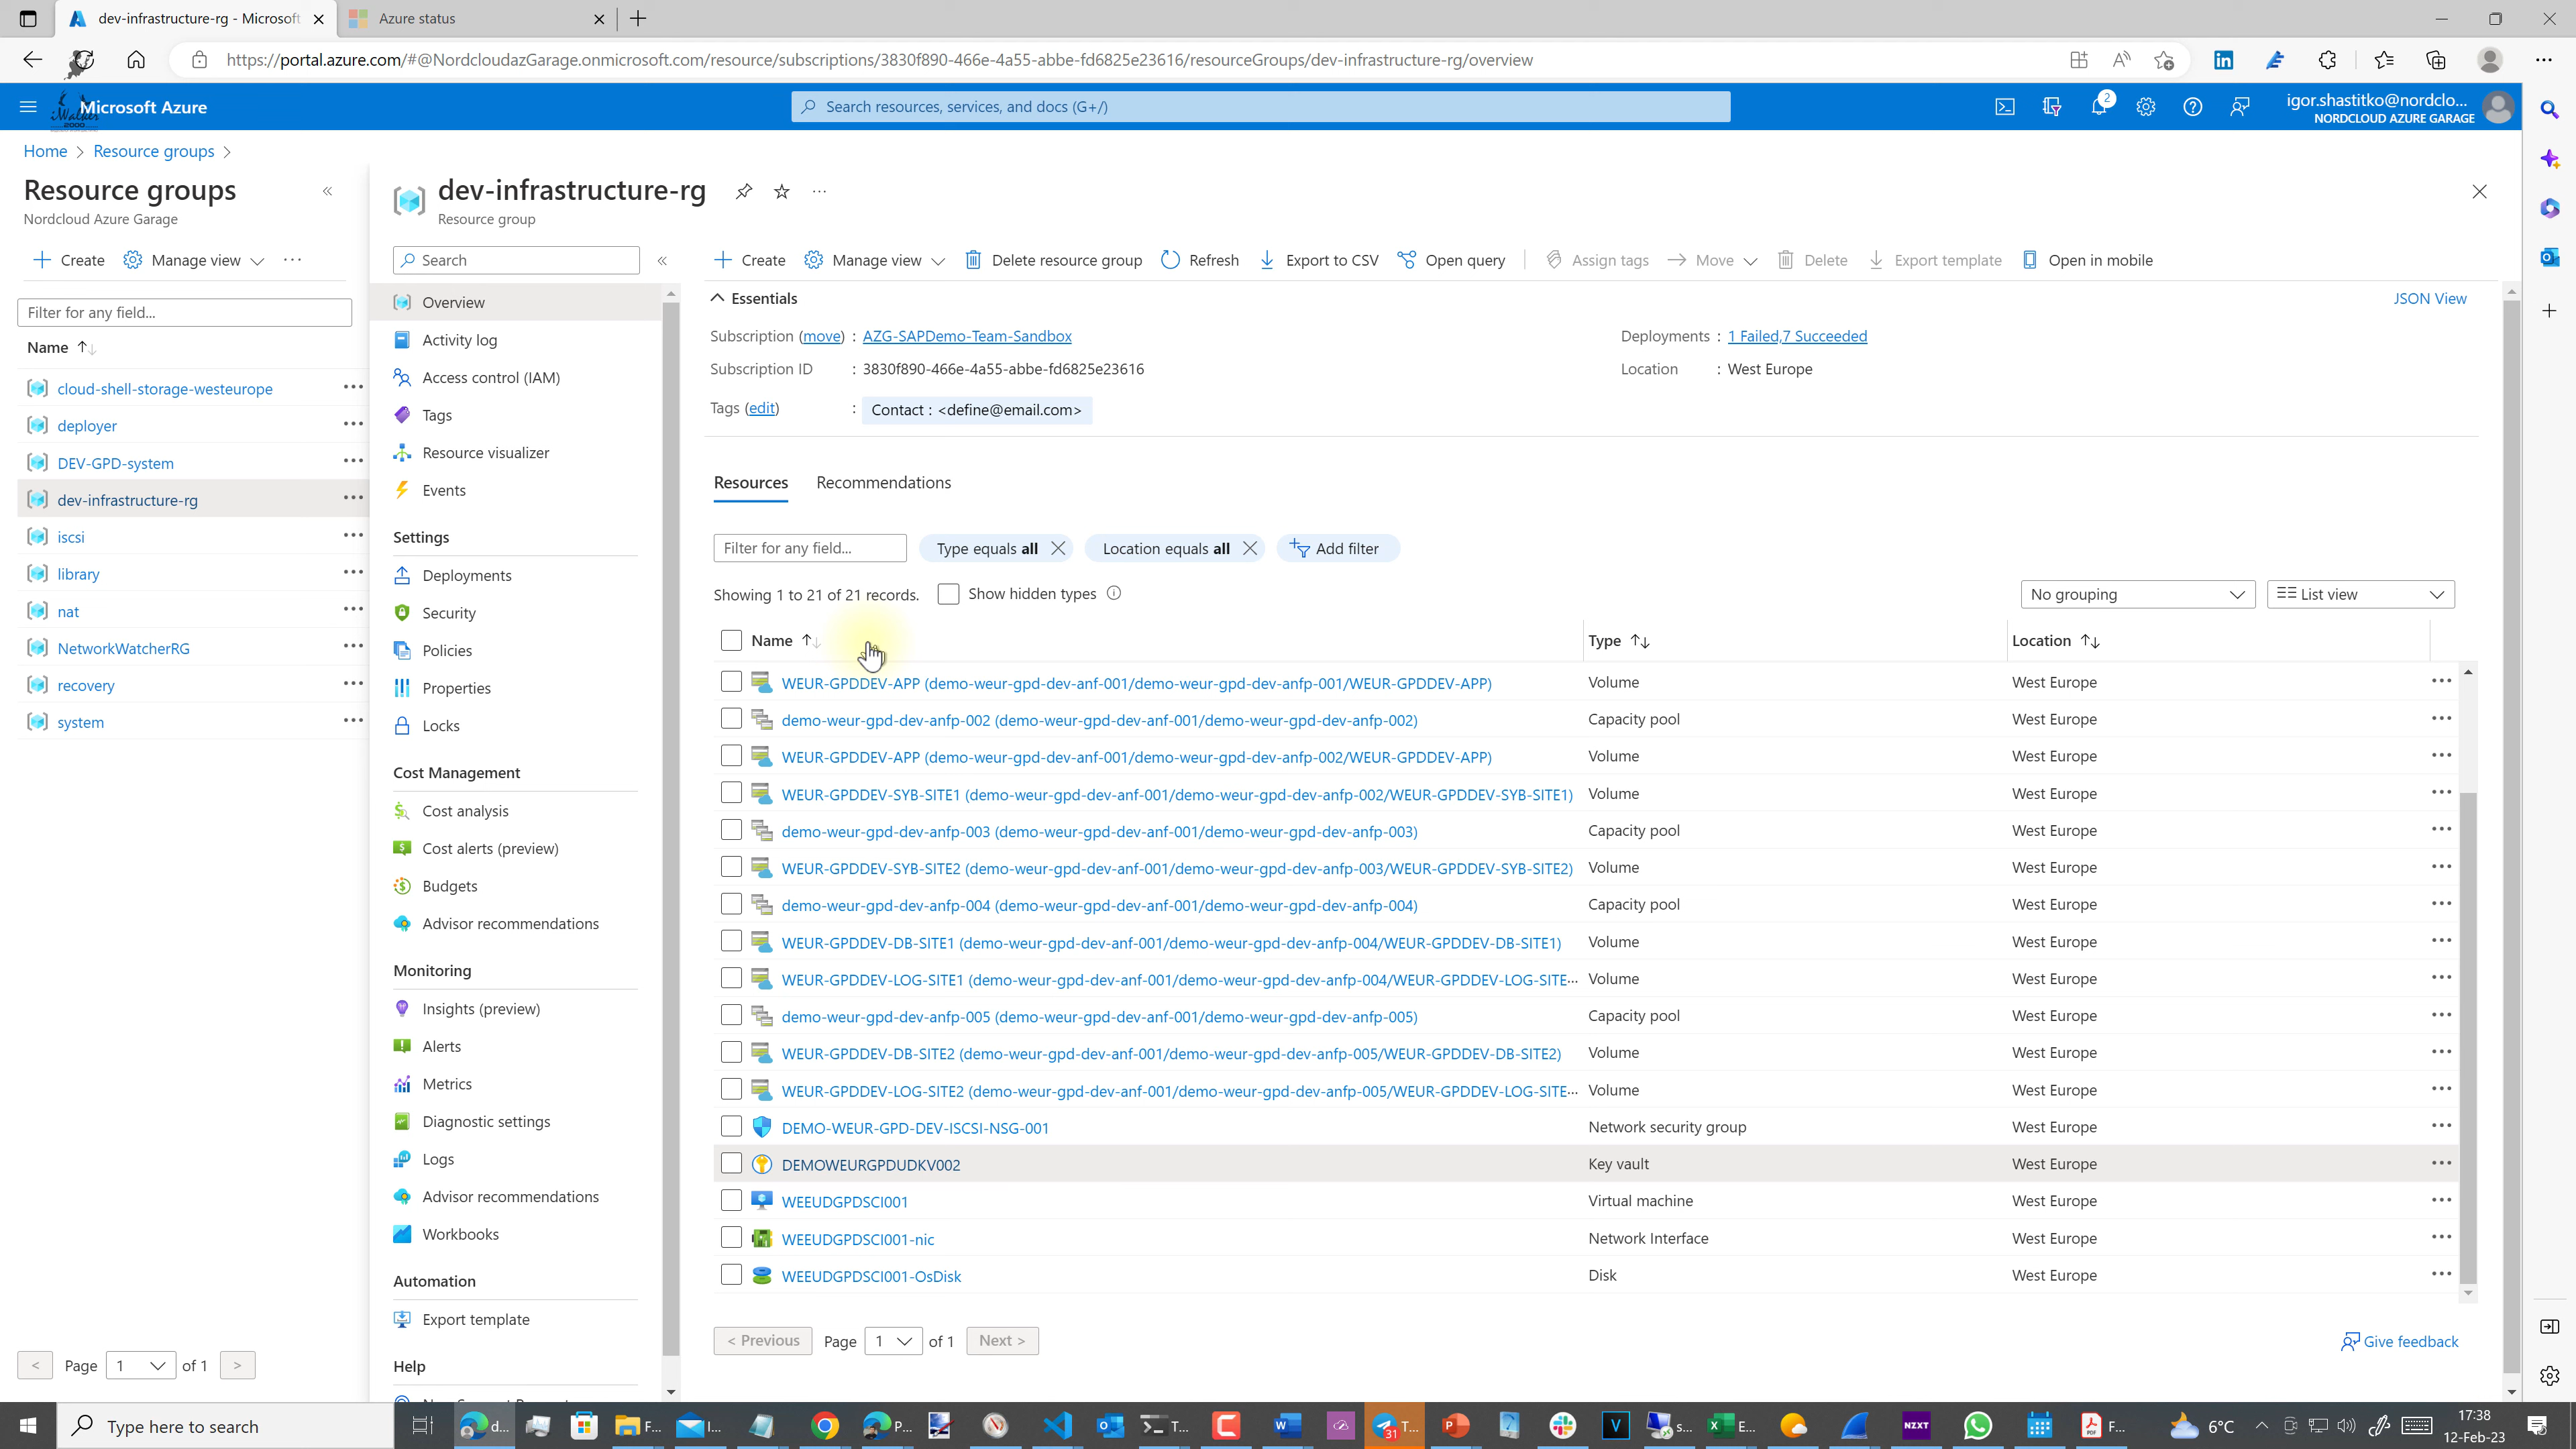 dev-infrastructure-rg - Microsoft
Azure status
https://portal.azure.com/#@NordcloudazGarage.onmicrosoft.com/resource/subscriptions/3830f890-466e-4a55-abbe-fd6825e23616/resourceGroups/dev-infrastructure-rg/overview
Microsoft Azure
Search resources, services, and docs (G+/)
2
igor.shastitko@nordclo...
NORDCLOUD AZURE GARAGE
Home > Resource groups >
Resource groups
Nordcloud Azure Garage
Create Manage view
Filter for any field...
Name
cloud-shell-storage-westeurope
deployer
DEV-GPD-system
dev-infrastructure-rg
iscsi
library
nat
NetworkWatcherRG
recovery
system
< Page 1 of 1 >
dev-infrastructure-rg
Resource group
Search
Overview
Activity log
Access control (IAM)
Tags
Resource visualizer
Events
Settings
Deployments
Security
Policies
Properties
Locks
Cost Management
Cost analysis
Cost alerts (preview)
Budgets
Advisor recommendations
Monitoring
Insights (preview)
Alerts
Metrics
Diagnostic settings
Logs
Advisor recommendations
Workbooks
Automation
Export template
Help
Create Manage view Delete resource group Refresh Export to CSV Open query Assign tags Move Delete Export template Open in mobile
Essentials
JSON View
Subscription (move) : AZG-SAPDemo-Team-Sandbox
Deployments : 1 Failed,7 Succeeded
Subscription ID : 3830f890-466e-4a55-abbe-fd6825e23616
Location : West Europe
Tags (edit) : Contact : <define@email.com>
Resources Recommendations
Filter for any field... Type equals all Location equals all Add filter
Showing 1 to 21 of 21 records. Show hidden types
No grouping List view
Name Type Location
WEUR-GPDDEV-APP (demo-weur-gpd-dev-anf-001/demo-weur-gpd-dev-anfp-001/WEUR-GPDDEV-APP) Volume West Europe
demo-weur-gpd-dev-anfp-002 (demo-weur-gpd-dev-anf-001/demo-weur-gpd-dev-anfp-002) Capacity pool West Europe
WEUR-GPDDEV-APP (demo-weur-gpd-dev-anf-001/demo-weur-gpd-dev-anfp-002/WEUR-GPDDEV-APP) Volume West Europe
WEUR-GPDDEV-SYB-SITE1 (demo-weur-gpd-dev-anf-001/demo-weur-gpd-dev-anfp-002/WEUR-GPDDEV-SYB-SITE1) Volume West Europe
demo-weur-gpd-dev-anfp-003 (demo-weur-gpd-dev-anf-001/demo-weur-gpd-dev-anfp-003) Capacity pool West Europe
WEUR-GPDDEV-SYB-SITE2 (demo-weur-gpd-dev-anf-001/demo-weur-gpd-dev-anfp-003/WEUR-GPDDEV-SYB-SITE2) Volume West Europe
demo-weur-gpd-dev-anfp-004 (demo-weur-gpd-dev-anf-001/demo-weur-gpd-dev-anfp-004) Capacity pool West Europe
WEUR-GPDDEV-DB-SITE1 (demo-weur-gpd-dev-anf-001/demo-weur-gpd-dev-anfp-004/WEUR-GPDDEV-DB-SITE1) Volume West Europe
WEUR-GPDDEV-LOG-SITE1 (demo-weur-gpd-dev-anf-001/demo-weur-gpd-dev-anfp-004/WEUR-GPDDEV-LOG-SITE... Volume West Europe
demo-weur-gpd-dev-anfp-005 (demo-weur-gpd-dev-anf-001/demo-weur-gpd-dev-anfp-005) Capacity pool West Europe
WEUR-GPDDEV-DB-SITE2 (demo-weur-gpd-dev-anf-001/demo-weur-gpd-dev-anfp-005/WEUR-GPDDEV-DB-SITE2) Volume West Europe
WEUR-GPDDEV-LOG-SITE2 (demo-weur-gpd-dev-anf-001/demo-weur-gpd-dev-anfp-005/WEUR-GPDDEV-LOG-SITE... Volume West Europe
DEMO-WEUR-GPD-DEV-ISCSI-NSG-001 Network security group West Europe
DEMOWEURGPDUDKV002 Key vault West Europe
WEEUDGPDSCI001 Virtual machine West Europe
WEEUDGPDSCI001-nic Network Interface West Europe
WEEUDGPDSCI001-OsDisk Disk West Europe
< Previous Page 1 of 1 Next >
Give feedback
Type here to search
d...
F...
I...
P...
T...
31 T...
s...
E...
NZXT
F...
6°C
17:38
12-Feb-23